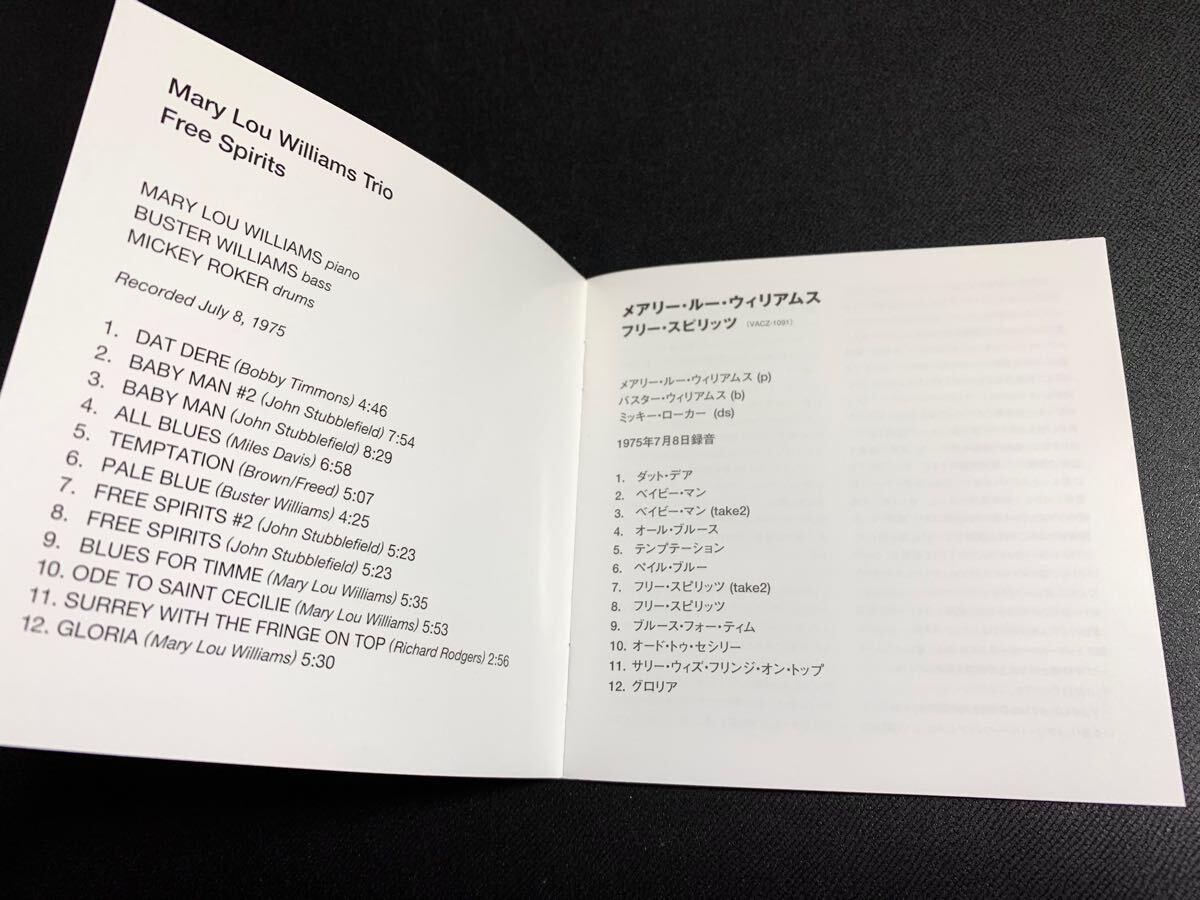 Mary Lou Williams Trio
Free Spirits
MARY LOU WILLIAMS piano
BUSTER WILLIAMS bass
MICKEY ROKER drums
Recorded July 8, 1975
1. DAT DERE (Bobby Timmons) 4:46
2. BABY MAN #2 (John Stubblefield) 7:54
3. BABY MAN (John Stubblefield) 8:29
4. ALL BLUES (Miles Davis) 6:58
5. TEMPTATION (Brown/Freed) 5:07
6. PALE BLUE (Buster Williams) 4:25
7. FREE SPIRITS #2 (John Stubblefield) 5:23
8. FREE SPIRITS (John Stubblefield) 5:23
9. BLUES FOR TIMME (Mary Lou Williams) 5:35
10. ODE TO SAINT CECILIE (Mary Lou Williams) 5:53
11. SURREY WITH THE FRINGE ON TOP (Richard Rodgers) 2:56
12. GLORIA (Mary Lou Williams) 5:30
メアリー・ルー・ウィリアムス
フリー・スピリッツ (VACZ-1091)
メアリー・ルー・ウィリアムス (p)
バスター・ウィリアムス (b)
ミッキー・ローカー (ds)
1975年7月8日録音
1. ダット・デア
2. ベイビー・マン
3. ベイビー・マン (take2)
4. オール・ブルース
5. テンプテーション
6. ペイル・ブルー
7. フリー・スピリッツ (take2)
8. フリー・スピリッツ
9. ブルース・フォー・ティム
10. オード・トゥ・セシリー
11. サリー・ウィズ・フリンジ・オン・トップ
12. グロリア